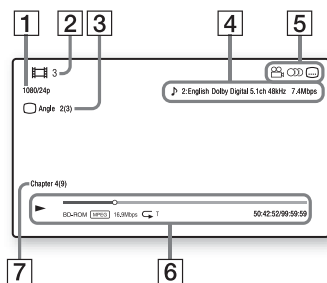 1
2
3
4
5
3
1080/24p
2:English Dolby Digital 5.1ch 48kHz 7.4Mbps
Angle 2(3)
Chapter 4(9)
BD-ROM MPEG 16.9Mbps T 50:42:52/99:59:59
7
6